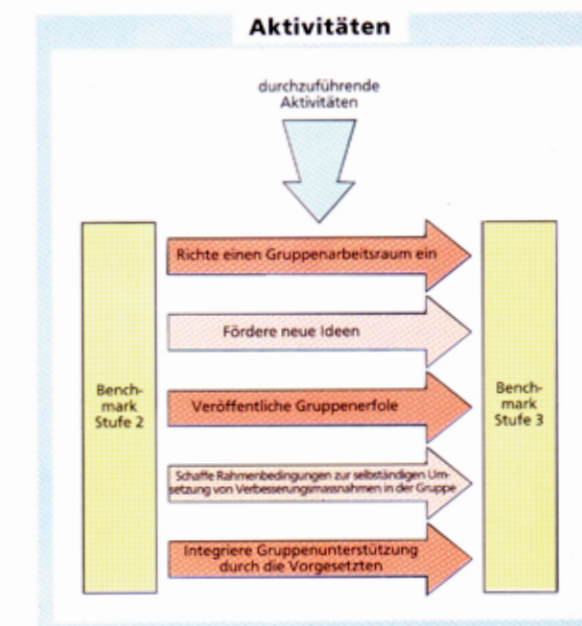 Aktivitäten
durchzuführende
Aktivitäten
Richte einen Gruppenarbeitsraum ein
Fördere neue Ideen
Bench-
mark
Stufe 2
Veröffentliche Gruppenerfole
Bench-
mark
Stufe 3
Schaffe Rahmenbedingungen zur selbständigen Um-
setzung von Verbesserungsmassnahmen in der Gruppe
Integriere Gruppenunterstützung
durch die Vorgesetzten